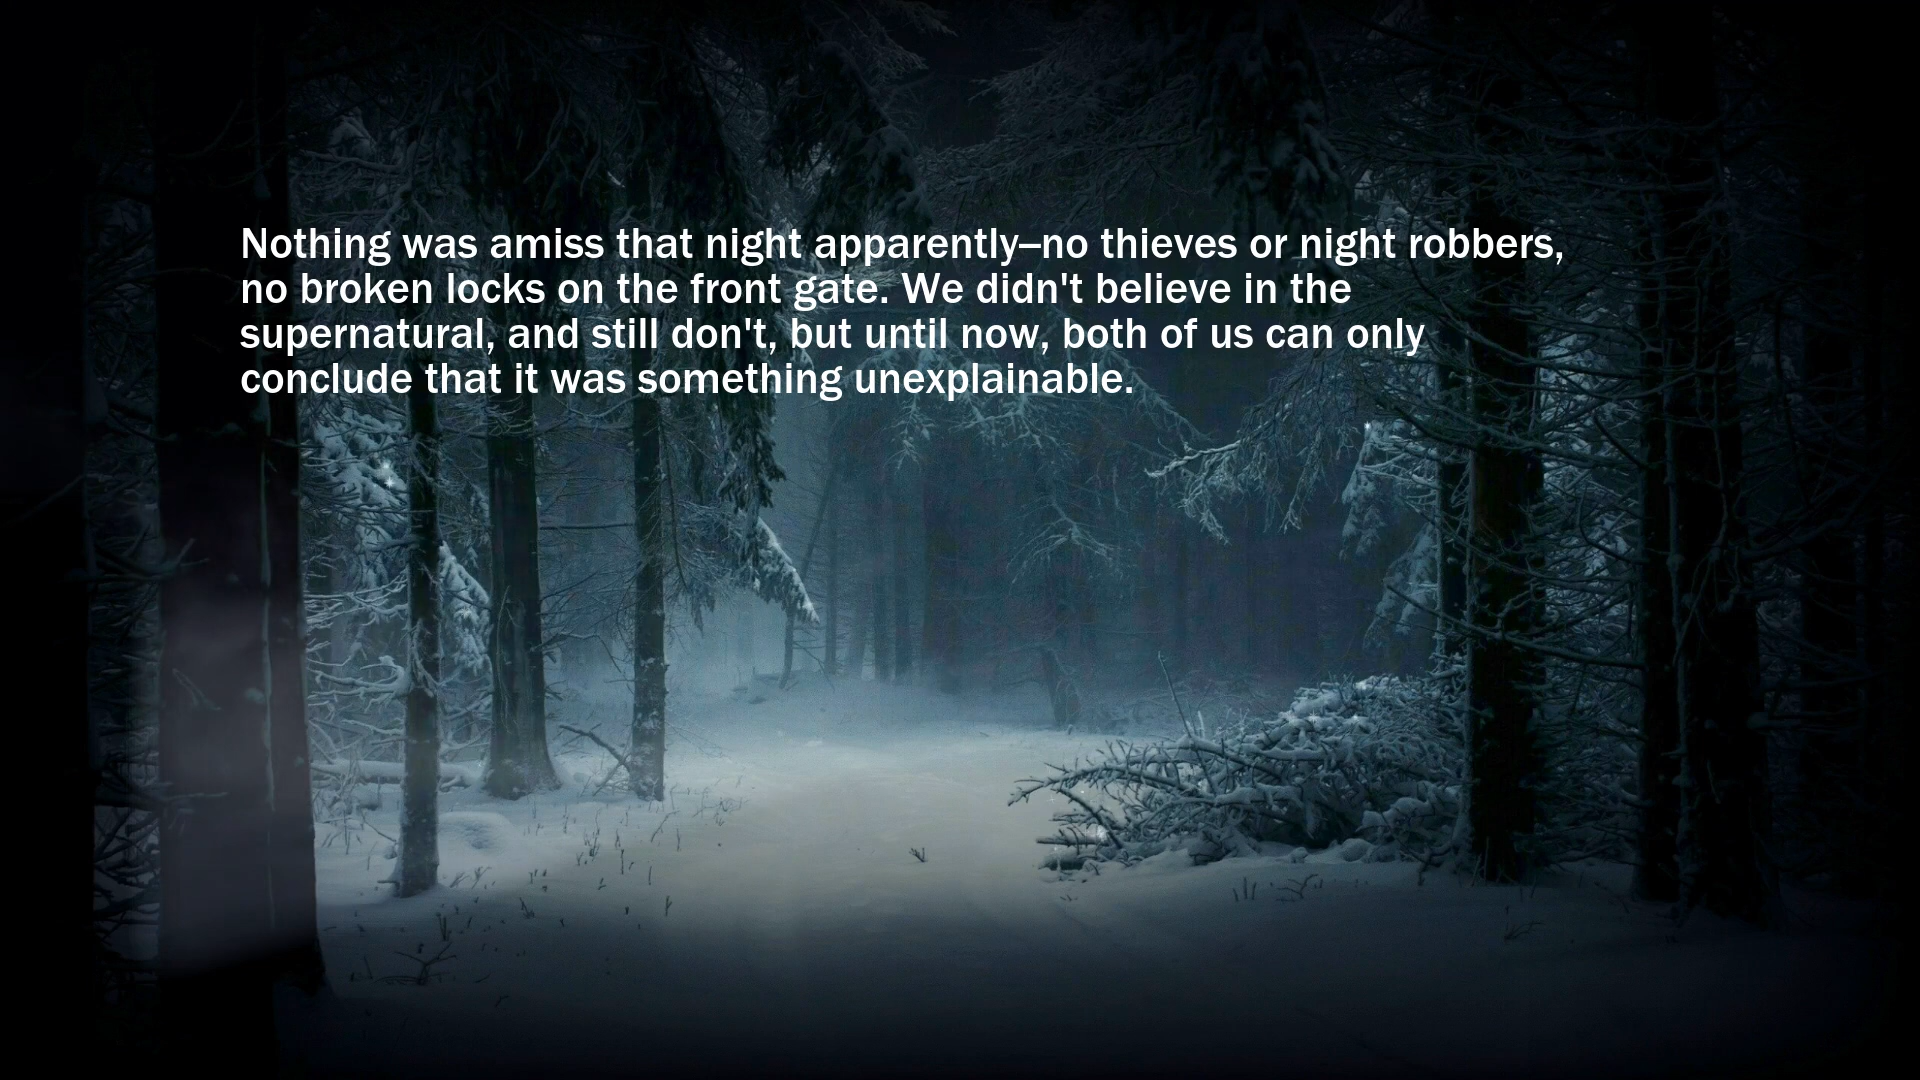 Nothing was amiss that night apparently–no thieves or night robbers,
no broken locks on the front gate. We didn't believe in the
supernatural, and still don't, but until now, both of us can only
conclude that it was something unexplainable.